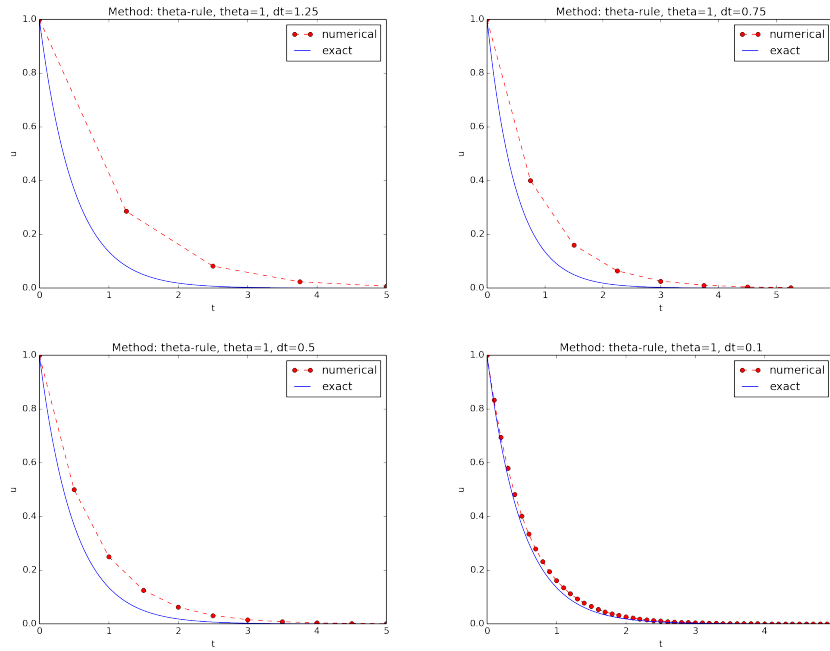 Method: theta-rule, theta=1, dt=1.25
numerical
exact
1.0
0.8
0.6
0.4
0.2
0.0
u
0 1 2 3 4 5
t
Method: theta-rule, theta=1, dt=0.75
numerical
exact
1.0
0.8
0.6
0.4
0.2
0.0
u
0 1 2 3 4 5
t
Method: theta-rule, theta=1, dt=0.5
numerical
exact
1.0
0.8
0.6
0.4
0.2
0.0
u
0 1 2 3 4 5
t
Method: theta-rule, theta=1, dt=0.1
numerical
exact
1.0
0.8
0.6
0.4
0.2
0.0
u
0 1 2 3 4
t